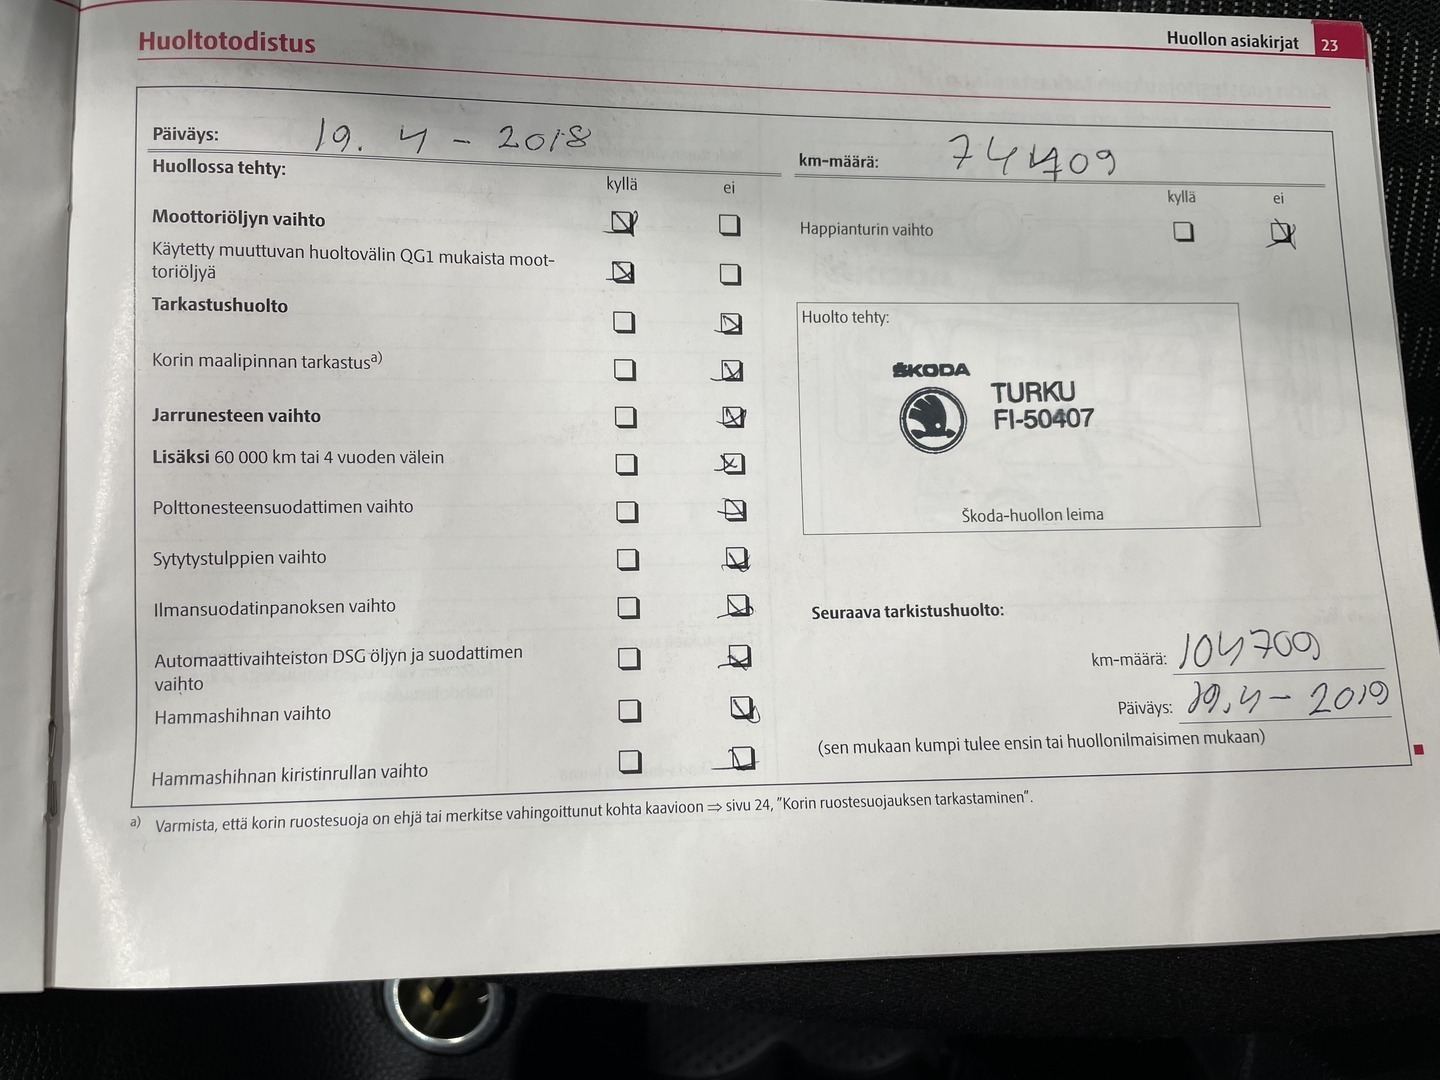 Huoltotodistus
Huollon asiakirjat 23
Päiväys: 19. 4 - 2018
km-määrä: 74409
Huollossa tehty:
kyllä ei
kyllä ei
Moottoriöljyn vaihto
Happianturin vaihto
Käytetty muuttuvan huoltovälin QG1 mukaista moot-
toriöljyä
Tarkastushuolto
Korin maalipinnan tarkastusa)
Jarrunesteen vaihto
Lisäksi 60 000 km tai 4 vuoden välein
Polttonesteensuodattimen vaihto
Sytytystulppien vaihto
Ilmansuodatinpanoksen vaihto
Automaattivaihteiston DSG öljyn ja suodattimen
vaihto
Hammashihnan vaihto
Hammashihnan kiristinrullan vaihto
Huolto tehty:
ŠKODA
TURKU
FI-50407
Škoda-huollon leima
Seuraava tarkistushuolto:
km-määrä: 104709
Päiväys: 19.4 - 2019
(sen mukaan kumpi tulee ensin tai huollonilmaisimen mukaan)
a) Varmista, että korin ruostesuoja on ehjä tai merkitse vahingoittunut kohta kaavioon ⇒ sivu 24, "Korin ruostesuojauksen tarkastaminen".